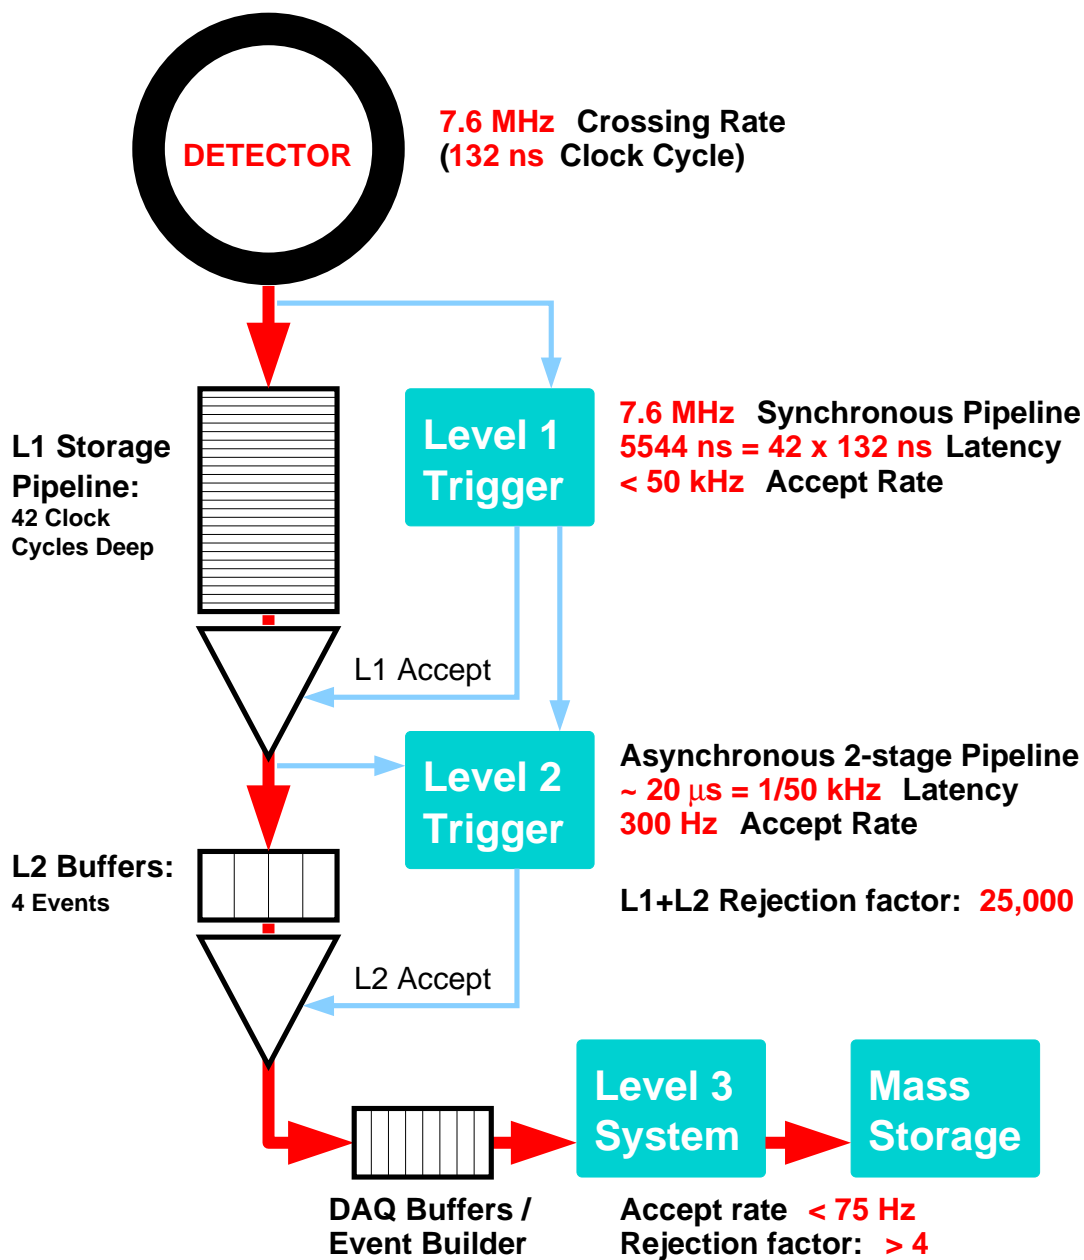 DETECTOR
7.6 MHz Crossing Rate
(132 ns Clock Cycle)
L1 Storage
Pipeline:
42 Clock
Cycles Deep
Level 1
Trigger
7.6 MHz Synchronous Pipeline
5544 ns = 42 x 132 ns Latency
< 50 kHz Accept Rate
L1 Accept
Level 2
Trigger
Asynchronous 2-stage Pipeline
~ 20 μs = 1/50 kHz Latency
300 Hz Accept Rate
L2 Buffers:
4 Events
L1+L2 Rejection factor: 25,000
L2 Accept
Level 3
System
Mass
Storage
DAQ Buffers /
Event Builder
Accept rate < 75 Hz
Rejection factor: > 4